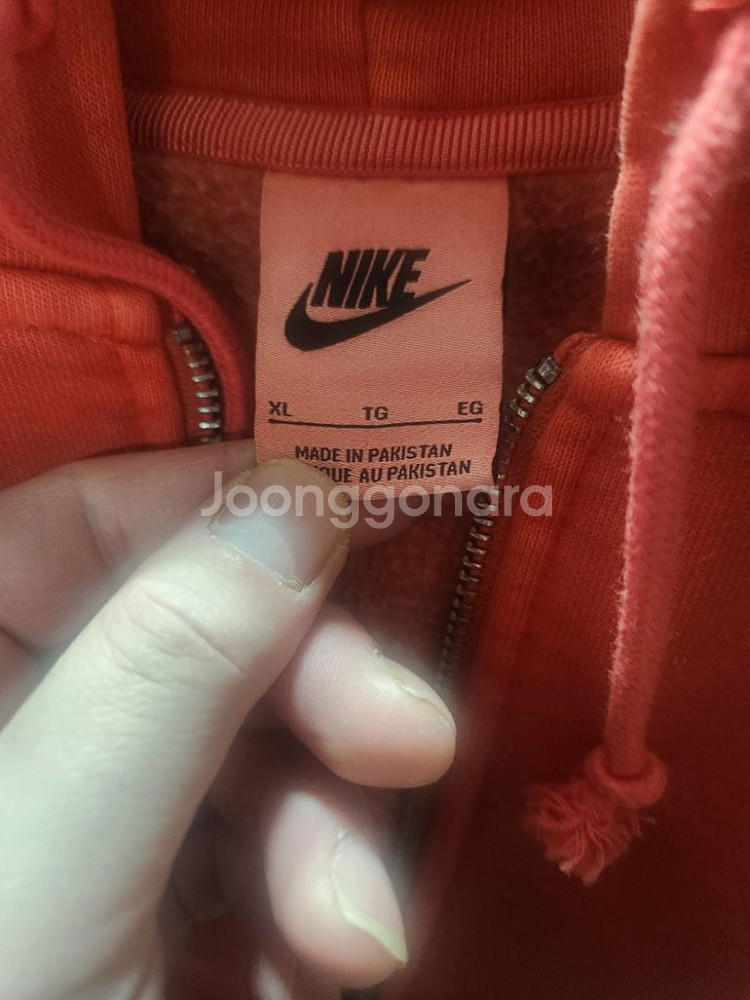 NIKE
XL TG EG
MADE IN PAKISTAN
AU PAKISTAN
Joonggonara